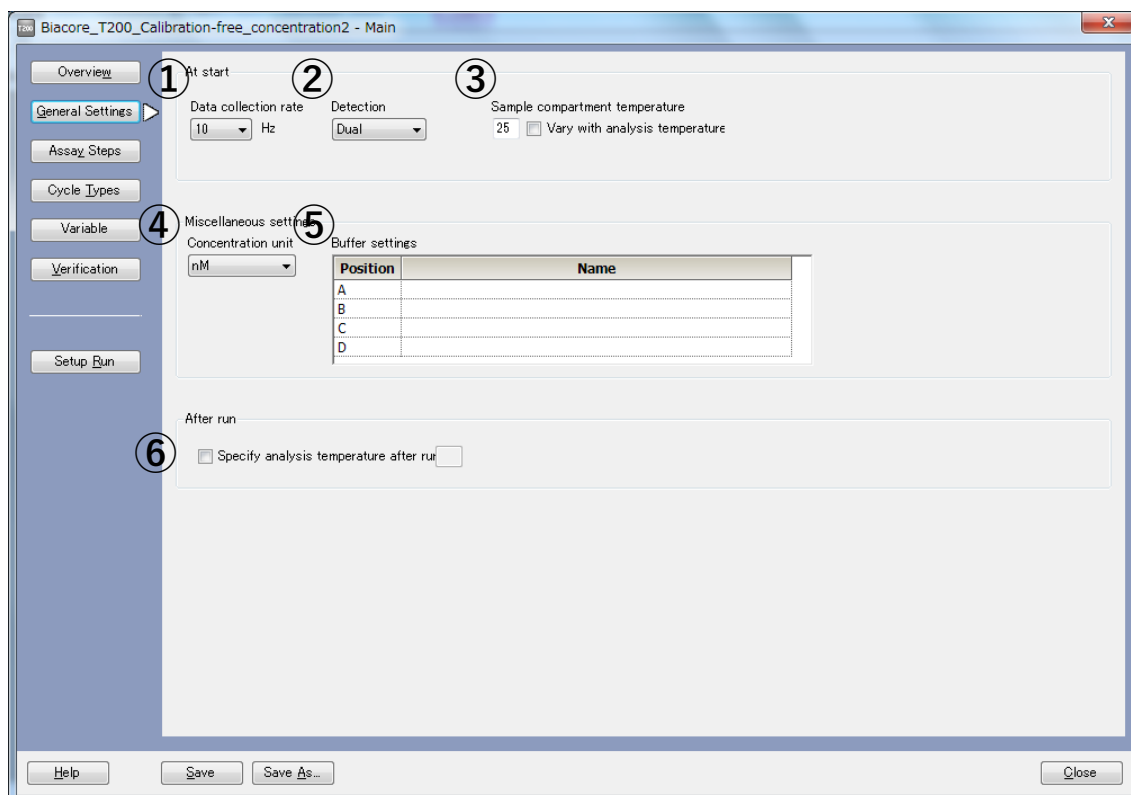 T200 Biacore_T200_Calibration-free_concentration2 - Main
Overview
General Settings
Assay Steps
Cycle Types
Variable
Verification
Setup Run
① At start ② ③
Data collection rate Detection Sample compartment temperature
10 Hz Dual 25 Vary with analysis temperature
④ Miscellaneous settings ⑤
Concentration unit Buffer settings
nM Position Name
A
B
C
D
After run
⑥ Specify analysis temperature after run
Help Save Save As... Close